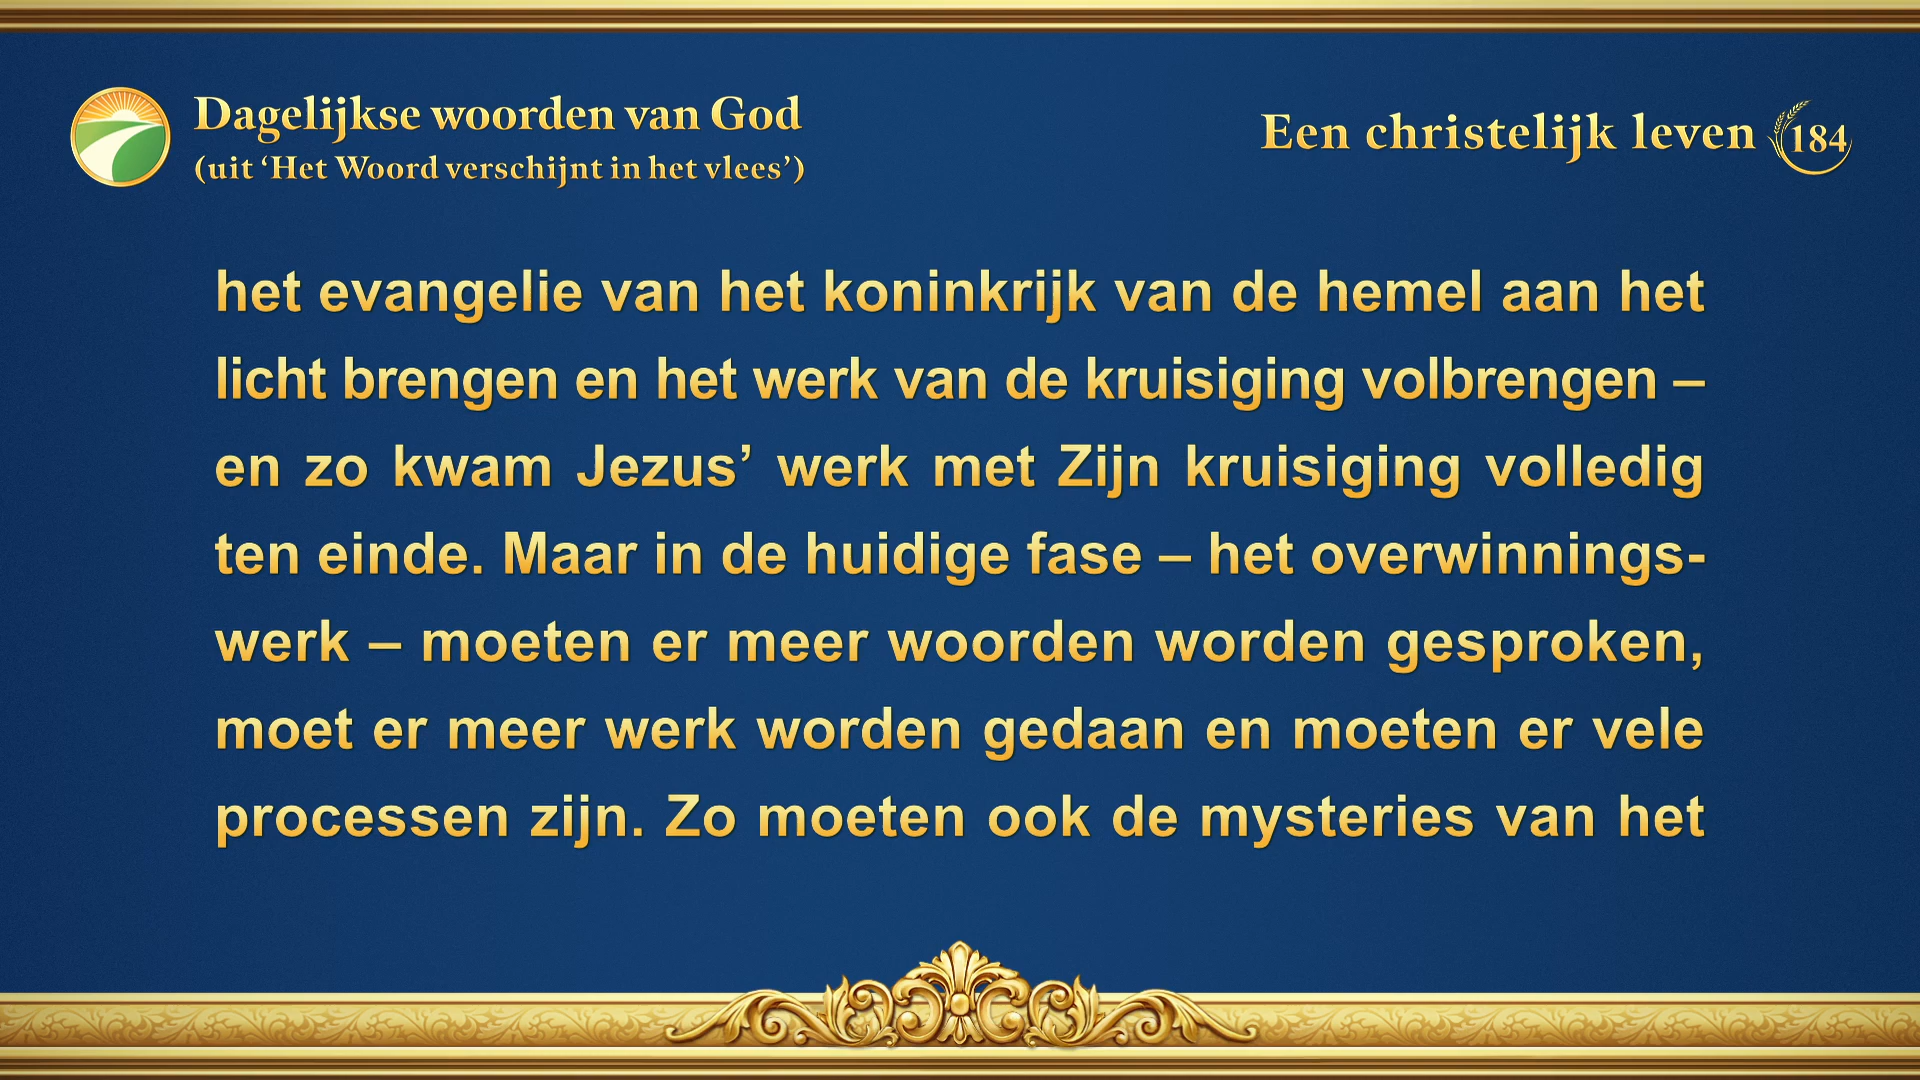 Dagelijkse woorden van God
(uit ‘Het Woord verschijnt in het vlees’)
Een christelijk leven 184
het evangelie van het koninkrijk van de hemel aan het
licht brengen en het werk van de kruisiging volbrengen –
en zo kwam Jezus’ werk met Zijn kruisiging volledig
ten einde. Maar in de huidige fase – het overwinnings-
werk – moeten er meer woorden worden gesproken,
moet er meer werk worden gedaan en moeten er vele
processen zijn. Zo moeten ook de mysteries van het